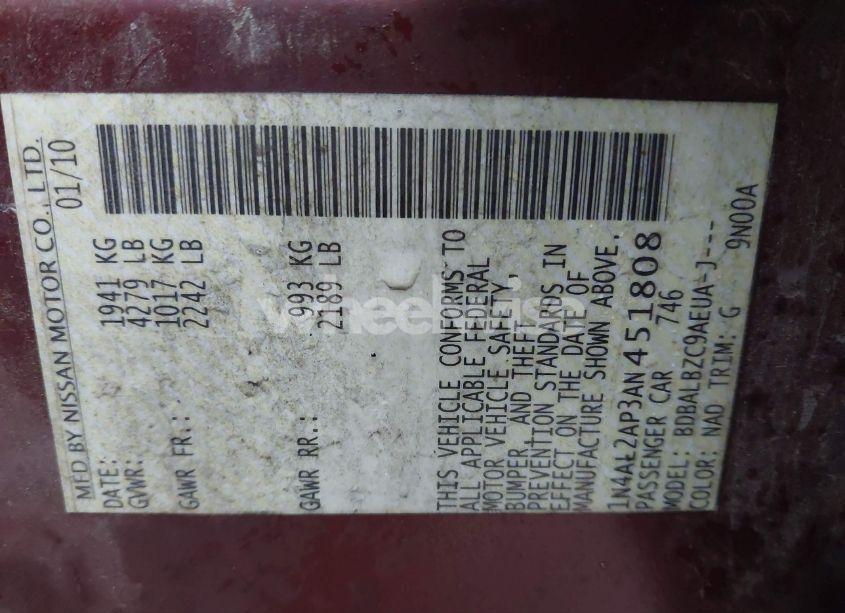 MFD BY NISSAN MOTOR CO., LTD.
DATE: 01/10
GVWR: 1941 KG
4279 LB
GAWR FR.: 1017 KG
2242 LB
GAWR RR.: 993 KG
2189 LB
THIS VEHICLE CONFORMS TO
ALL APPLICABLE FEDERAL
MOTOR VEHICLE SAFETY,
BUMPER, AND THEFT
PREVENTION STANDARDS IN
EFFECT ON THE DATE OF
MANUFACTURE SHOWN ABOVE.
1N4AL2AP3AN451808
PASSENGER CAR 746
MODEL: BDBALBZC9AEUA-J---
COLOR: NAD TRIM: G 9N00A